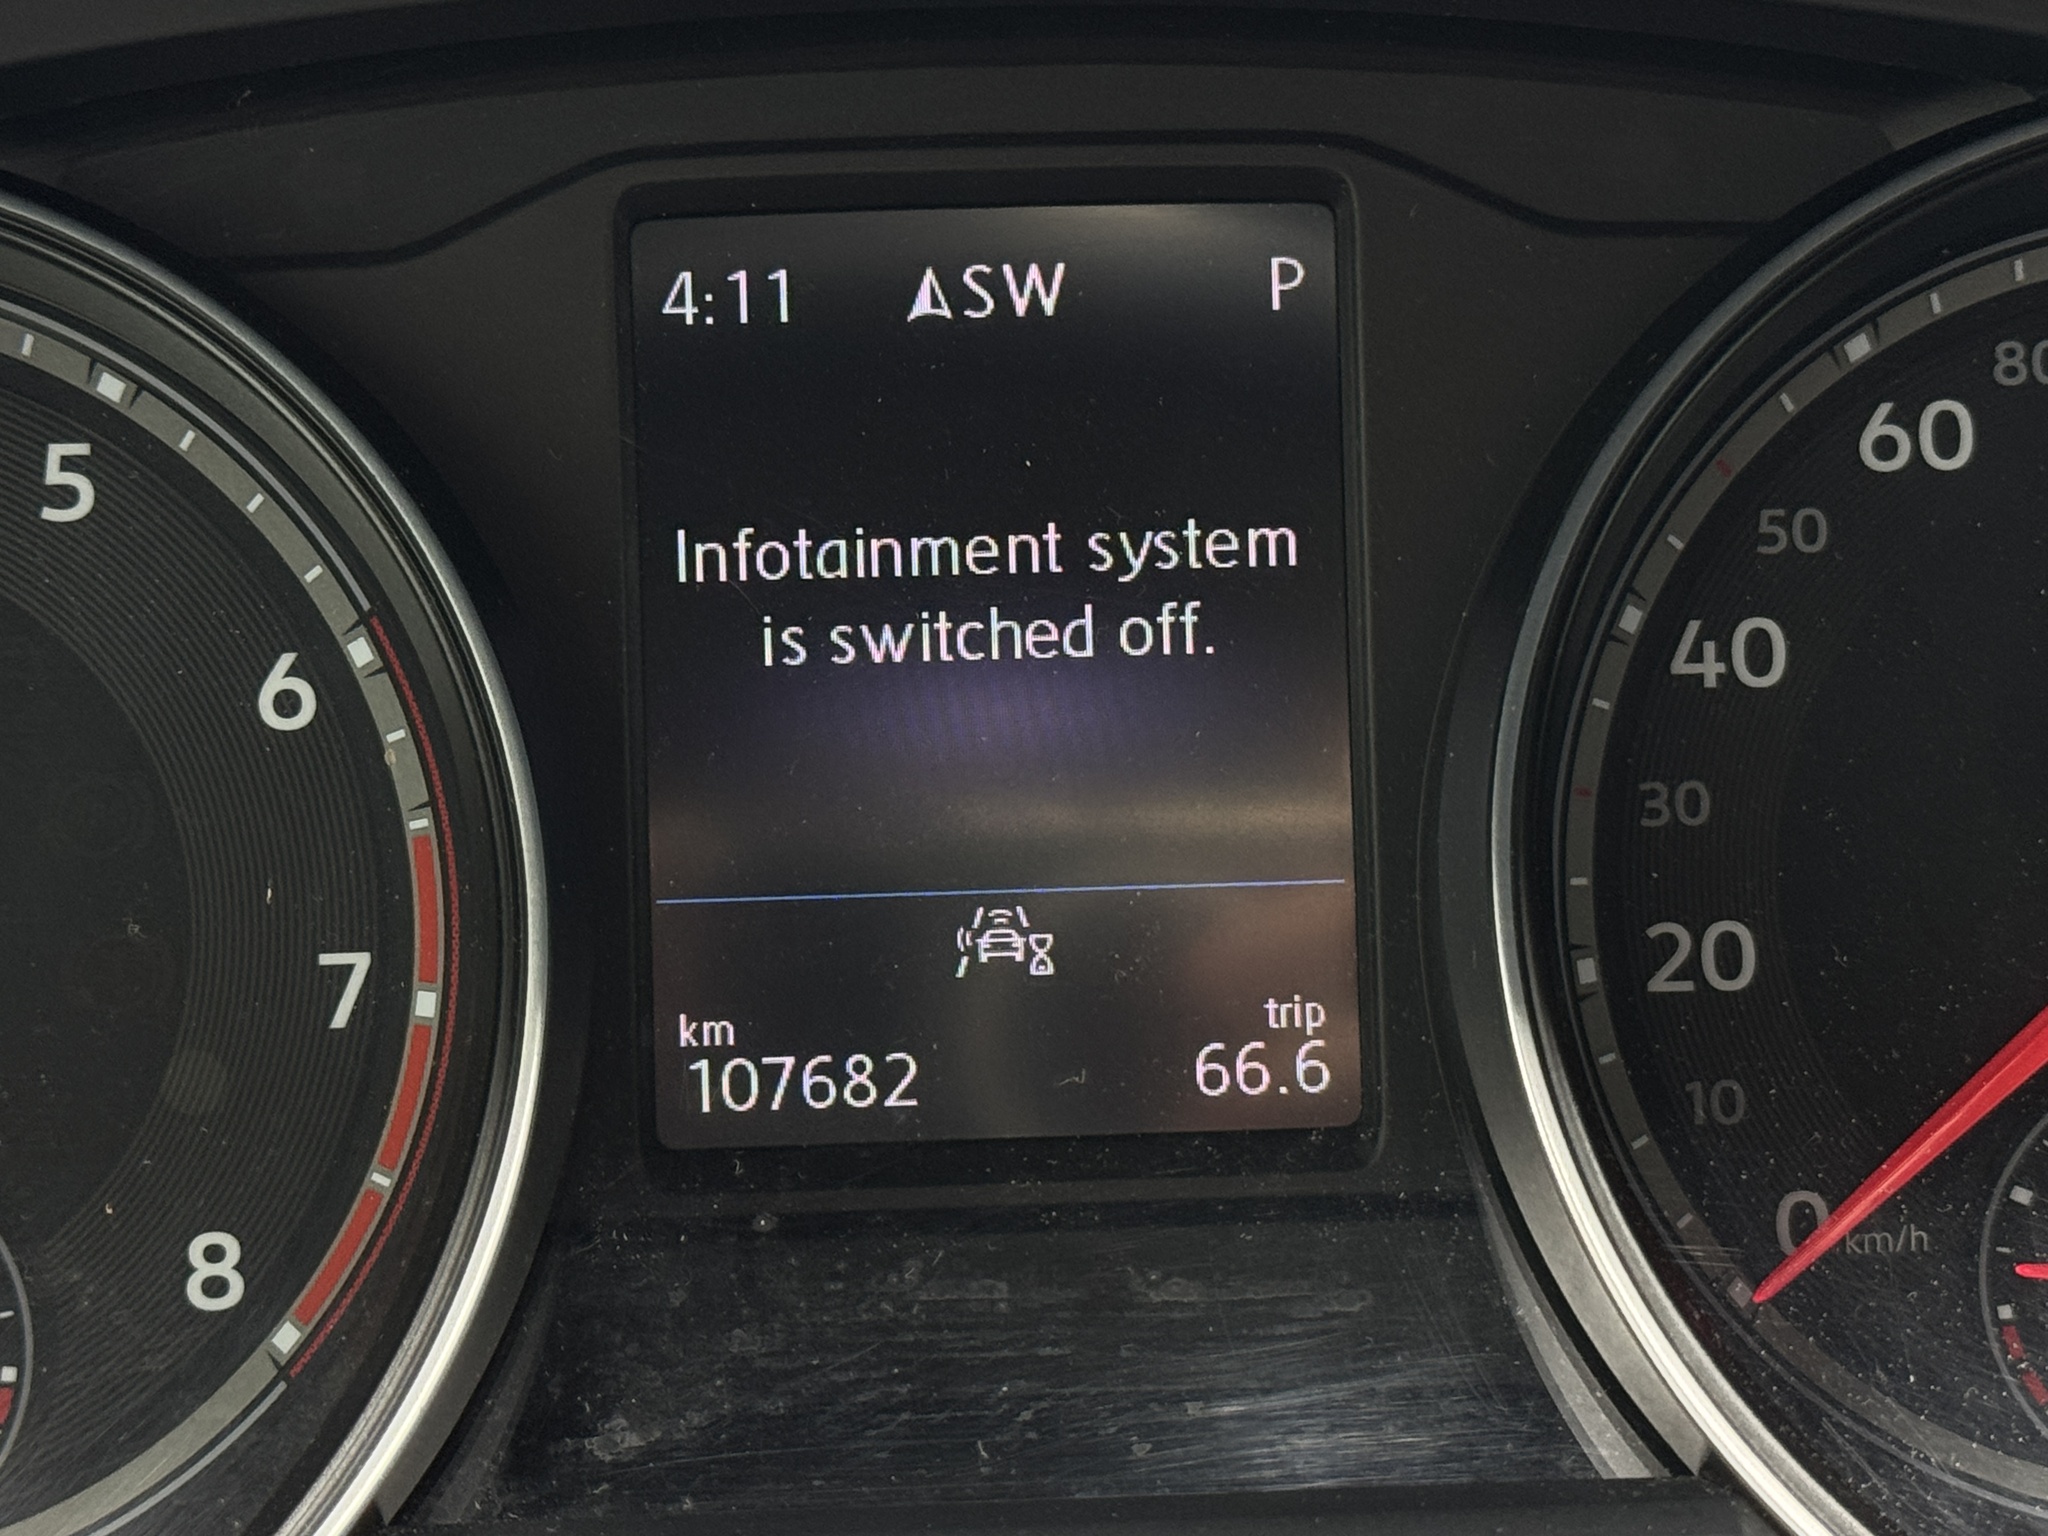 4:11 SW P
Infotainment system
is switched off.
km trip
107682 66.6
5
6
7
8
80
60
50
40
30
20
10
0 km/h